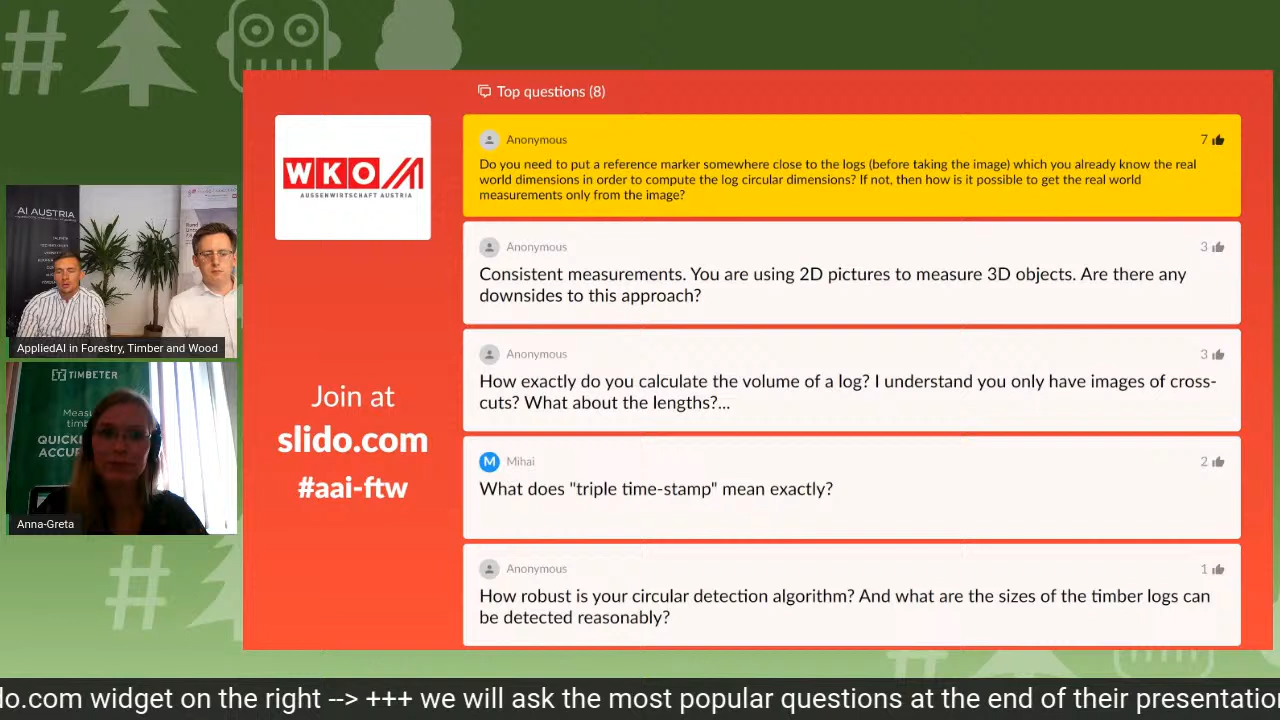 Top questions (8)
Anonymous
7
Do you need to put a reference marker somewhere close to the logs (before taking the image) which you already know the real
world dimensions in order to compute the log circular dimensions? If not, then how is it possible to get the real world
measurements only from the image?
WKO
AUSSENWIRTSCHAFT AUSTRIA
Anonymous
3
Consistent measurements. You are using 2D pictures to measure 3D objects. Are there any
downsides to this approach?
Anonymous
3
How exactly do you calculate the volume of a log? I understand you only have images of cross-
cuts? What about the lengths?...
M Mihai
2
What does "triple time-stamp" mean exactly?
Anonymous
1
How robust is your circular detection algorithm? And what are the sizes of the timber logs can
be detected reasonably?
Join at
slido.com
#aai-ftw
AI AUSTRIA
AppliedAI in Forestry, Timber and Wood
TIMBETER
Meas
timb
QUICK
ACCUR
Anna-Greta
do.com widget on the right --> +++ we will ask the most popular questions at the end of their presentatio